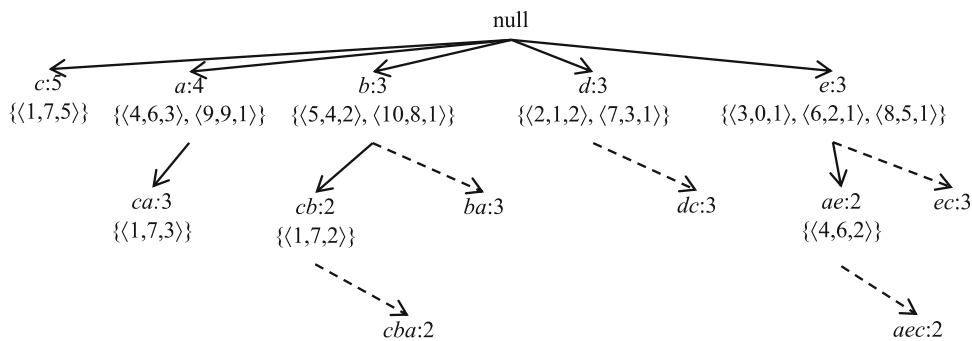 null
c:5 a:4 b:3 d:3 e:3
{⟨1,7,5⟩} {⟨4,6,3⟩, ⟨9,9,1⟩} {⟨5,4,2⟩, ⟨10,8,1⟩} {⟨2,1,2⟩, ⟨7,3,1⟩} {⟨3,0,1⟩, ⟨6,2,1⟩, ⟨8,5,1⟩}
ca:3 cb:2 ba:3 dc:3 ae:2 ec:3
{⟨1,7,3⟩} {⟨1,7,2⟩} {⟨4,6,2⟩}
cba:2 aec:2